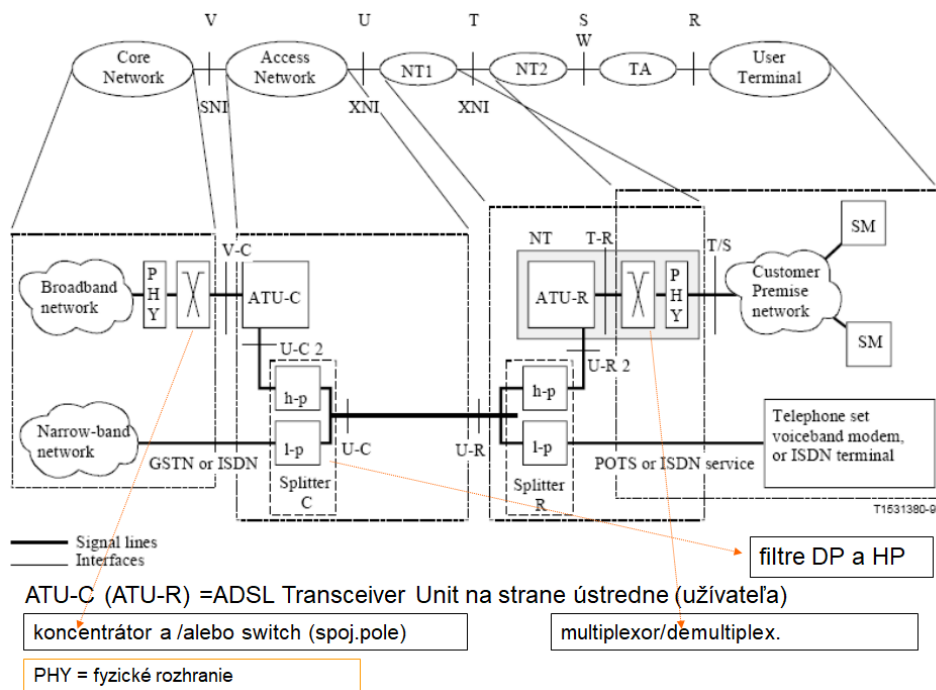 V U T S R
W
Core
Network
Access
Network
NT1
NT2
TA
User
Terminal
SNI
XNI
XNI
V-C
NT
T-R
T/S
SM
Broadband
network
P
H
Y
ATU-C
ATU-R
P
H
Y
Customer
Premise
network
SM
U-C 2
U-R 2
h-p
h-p
Narrow-band
network
l-p
U-C
U-R
l-p
Telephone set
voiceband modem,
or ISDN terminal
GSTN or ISDN
POTS or ISDN service
Splitter
C
Splitter
R
T1531380-9
Signal lines
Interfaces
filtre DP a HP
ATU-C (ATU-R) =ADSL Transceiver Unit na strane ústredne (užívateľa)
koncentrátor a /alebo switch (spoj.pole)
multiplexor/demultiplex.
PHY = fyzické rozhranie